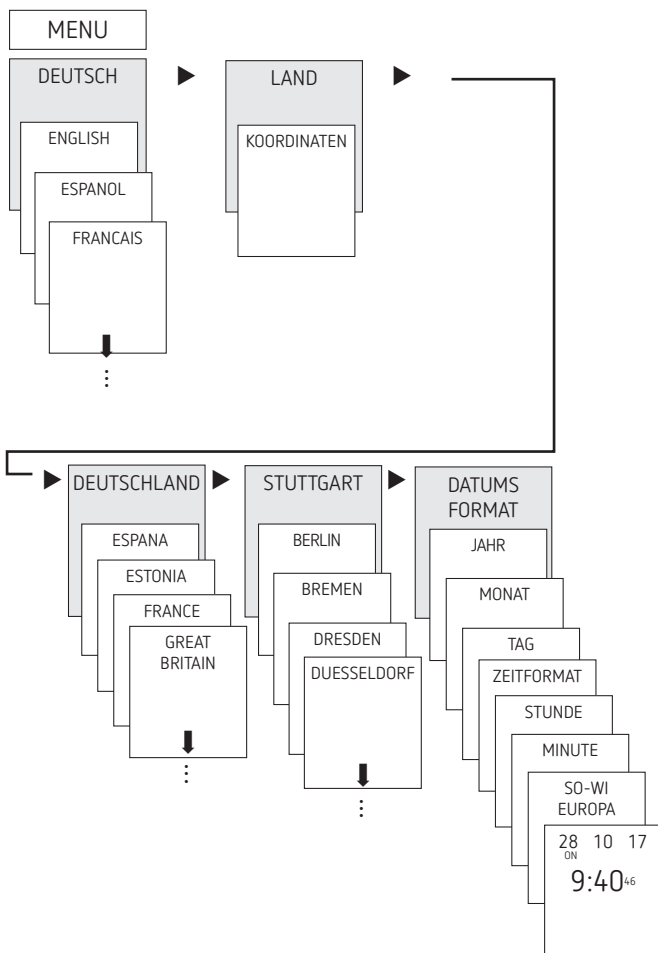 MENU
DEUTSCH
ENGLISH
ESPANOL
FRANCAIS
LAND
KOORDINATEN
DEUTSCHLAND
ESPANA
ESTONIA
FRANCE
GREAT
BRITAIN
STUTTGART
BERLIN
BREMEN
DRESDEN
DUESSELDORF
DATUMS
FORMAT
JAHR
MONAT
TAG
ZEITFORMAT
STUNDE
MINUTE
SO-WI
EUROPA
28 10 17
ON
9:40 46